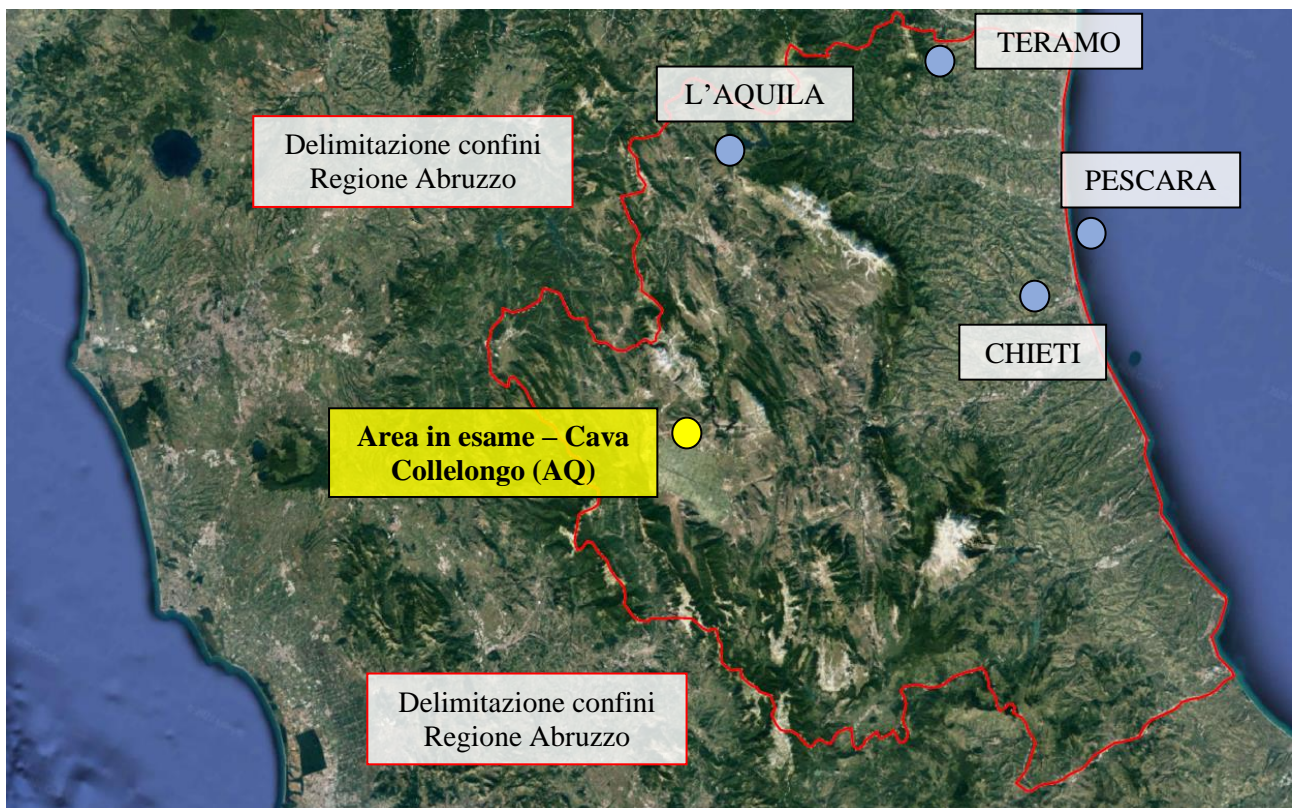 TERAMO
L’AQUILA
Delimitazione confini
Regione Abruzzo
PESCARA
CHIETI
Area in esame – Cava
Collelongo (AQ)
Delimitazione confini
Regione Abruzzo